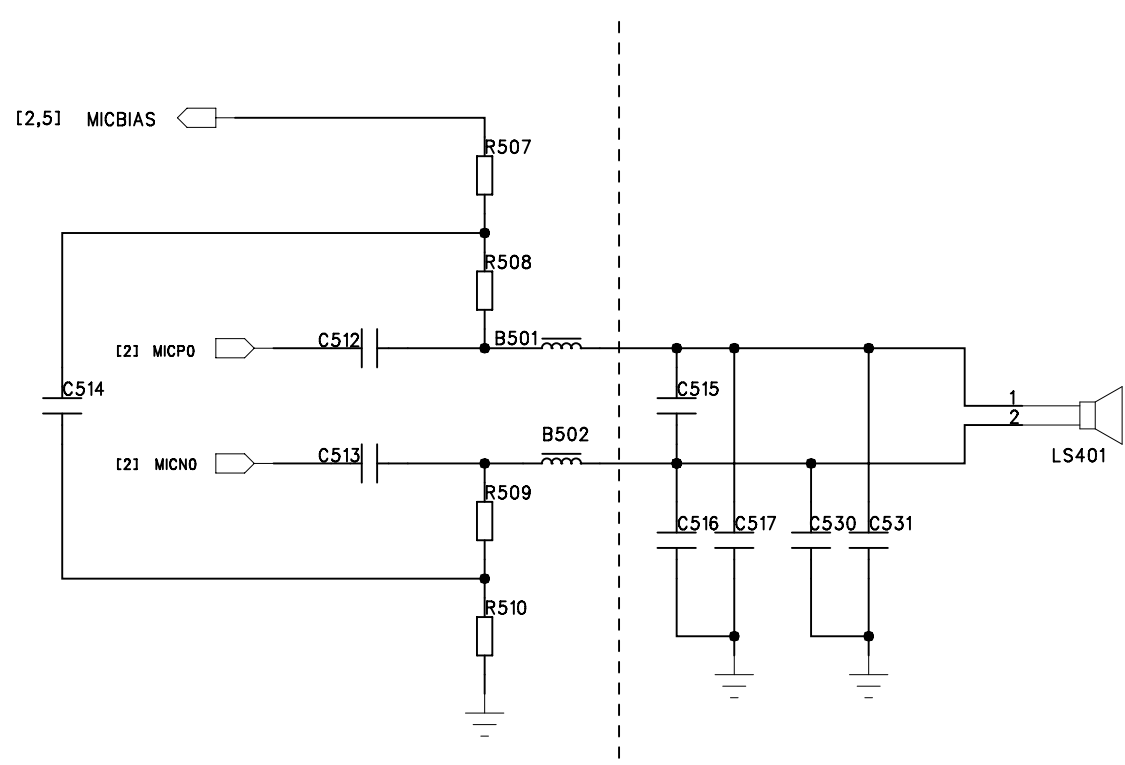 [2,5] MICBIAS
R507
R508
[2] MICP0
C512
B501
C514
C515
1
2
B502
[2] MICN0
C513
LS401
R509
C516
C517
C530
C531
R510